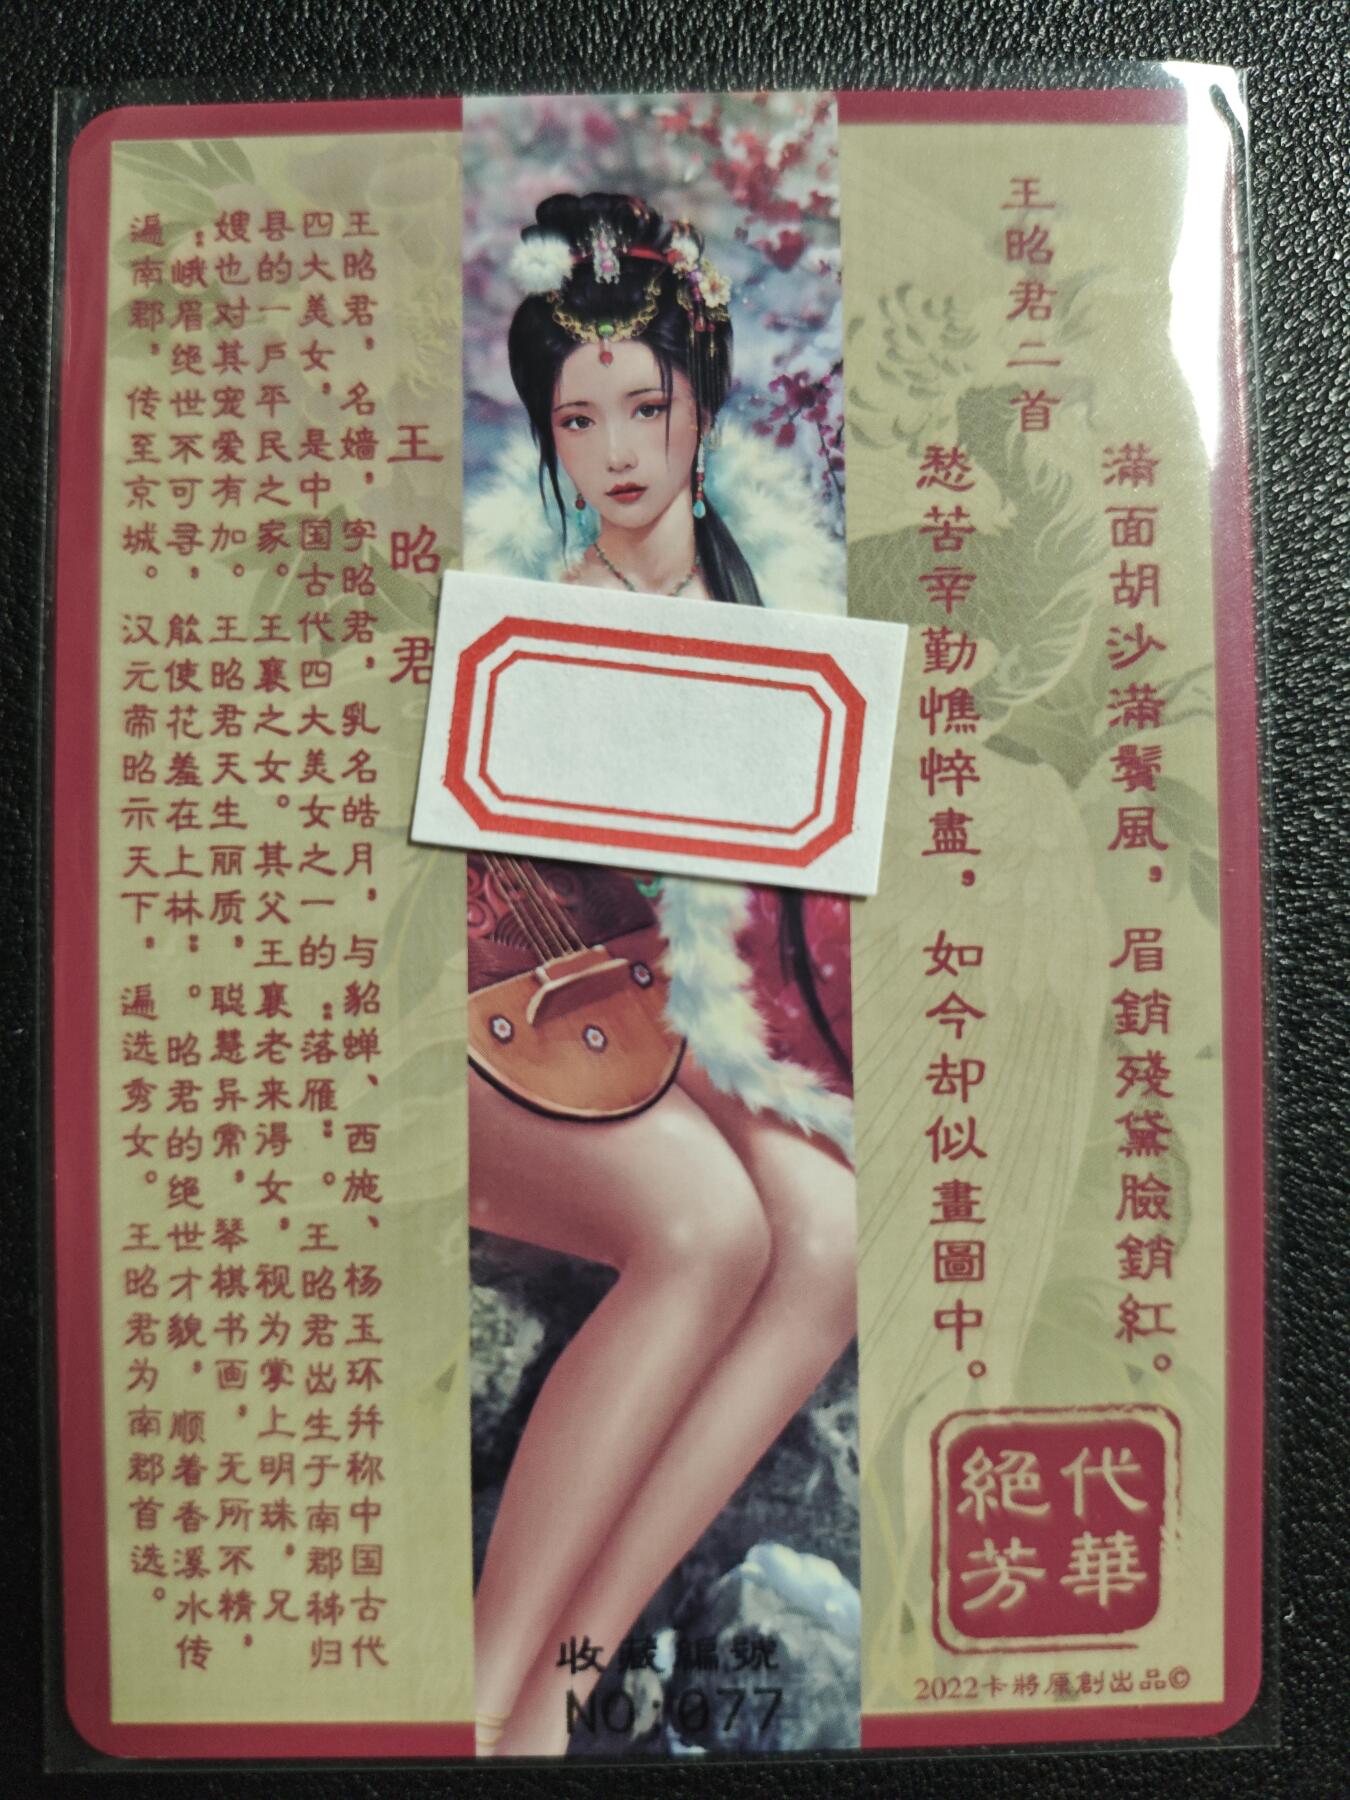 王昭君二首
滿面胡沙滿鬢風，眉銷殘黛臉銷紅。
愁苦辛勤憔悴盡，如今却似畫圖中。
絕代
芳華
2022卡將原創出品©
收藏編號
NO:077
王昭君
王昭君，名嫱，字昭君，乳名皓月，与貂蝉、西施、杨玉环并称中国古代
四大美女，是中国古代四大美女之一的“落雁”。王昭君出生于南郡秭归
县的一户平民之家。王襄之女。其父王襄老来得女，视为掌上明珠，兄
嫂也对其宠爱有加。王昭君天生丽质，聪慧异常，琴棋书画，无所不精，
“峨眉绝世不可寻，能使花羞在上林”。昭君的绝世才貌，顺着香溪水传
遍南郡，传至京城。汉元帝昭示天下，遍选秀女。王昭君为南郡首选。